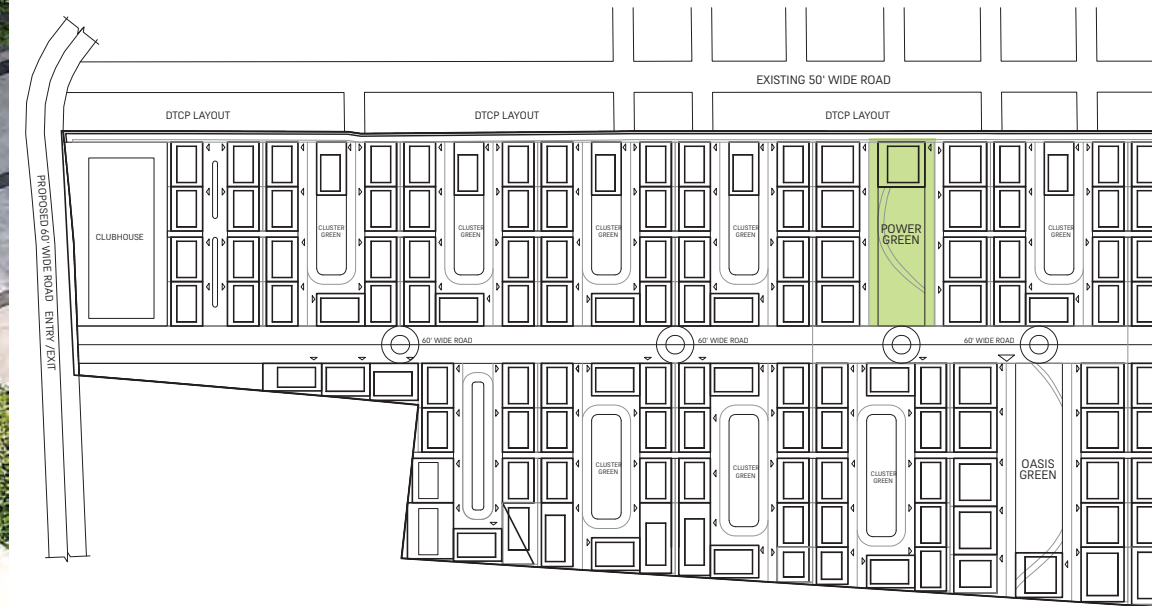 EXISTING 50' WIDE ROAD
DTCP LAYOUT
DTCP LAYOUT
DTCP LAYOUT
PROPOSED 60' WIDE ROAD ENTRY /EXIT
CLUBHOUSE
CLUSTER
GREEN
CLUSTER
GREEN
CLUSTER
GREEN
CLUSTER
GREEN
POWER
GREEN
CLUSTER
GREEN
60' WIDE ROAD
60' WIDE ROAD
60' WIDE ROAD
CLUSTER
GREEN
CLUSTER
GREEN
CLUSTER
GREEN
OASIS
GREEN